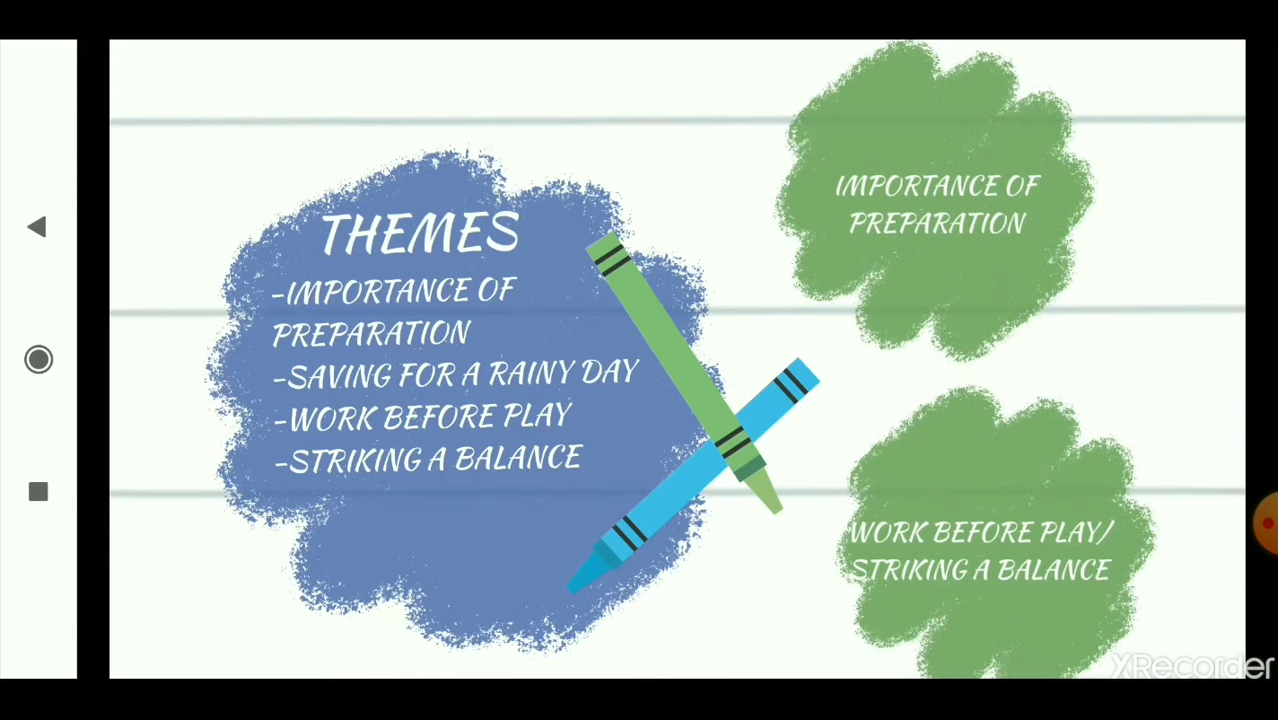 THEMES
-IMPORTANCE OF
PREPARATION
-SAVING FOR A RAINY DAY
-WORK BEFORE PLAY
-STRIKING A BALANCE
IMPORTANCE OF
PREPARATION
WORK BEFORE PLAY/
STRIKING A BALANCE
XRecorder